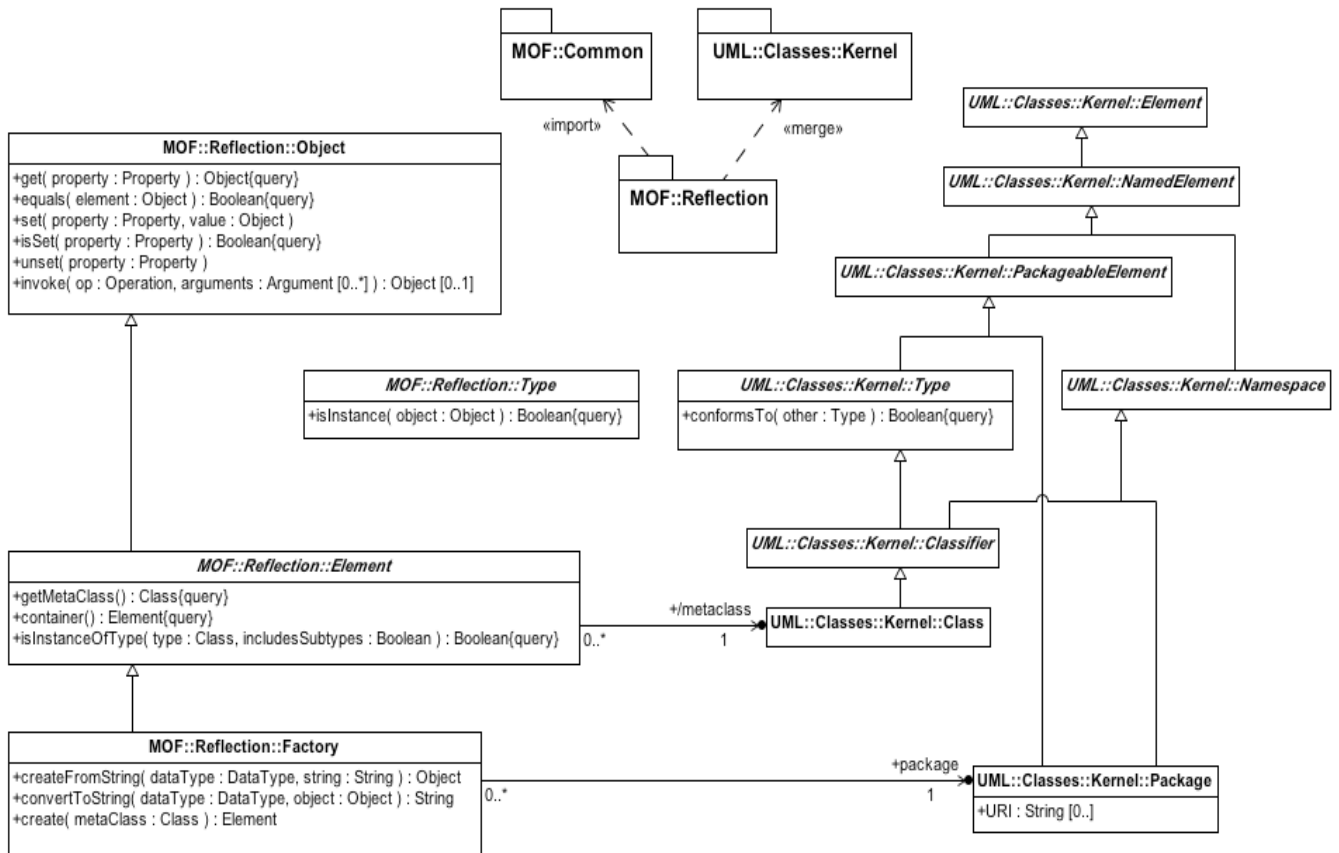 MOF::Common
UML::Classes::Kernel
«import»
«merge»
MOF::Reflection
UML::Classes::Kernel::Element
UML::Classes::Kernel::NamedElement
UML::Classes::Kernel::PackageableElement
MOF::Reflection::Object
+get( property : Property ) : Object{query}
+equals( element : Object ) : Boolean{query}
+set( property : Property, value : Object )
+isSet( property : Property ) : Boolean{query}
+unset( property : Property )
+invoke( op : Operation, arguments : Argument [0..*] ) : Object [0..1]
MOF::Reflection::Type
+isInstance( object : Object ) : Boolean{query}
UML::Classes::Kernel::Type
+conformsTo( other : Type ) : Boolean{query}
UML::Classes::Kernel::Namespace
UML::Classes::Kernel::Classifier
MOF::Reflection::Element
+getMetaClass() : Class{query}
+container() : Element{query}
+isInstanceOfType( type : Class, includesSubtypes : Boolean ) : Boolean{query}
+/metaclass
0..*
1
UML::Classes::Kernel::Class
MOF::Reflection::Factory
+createFromString( dataType : DataType, string : String ) : Object
+convertToString( dataType : DataType, object : Object ) : String
+create( metaClass : Class ) : Element
+package
0..*
1
UML::Classes::Kernel::Package
+URI : String [0..]